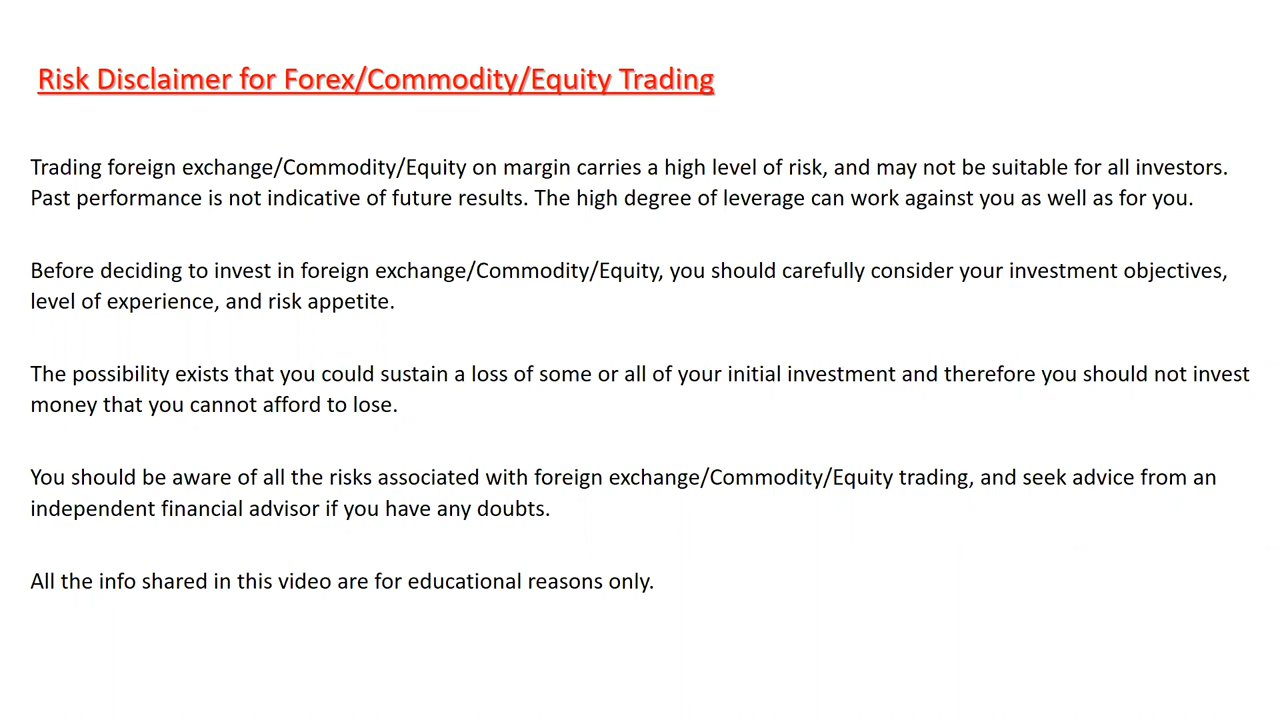 Risk Disclaimer for Forex/Commodity/Equity Trading
Trading foreign exchange/Commodity/Equity on margin carries a high level of risk, and may not be suitable for all investors.
Past performance is not indicative of future results. The high degree of leverage can work against you as well as for you.
Before deciding to invest in foreign exchange/Commodity/Equity, you should carefully consider your investment objectives,
level of experience, and risk appetite.
The possibility exists that you could sustain a loss of some or all of your initial investment and therefore you should not invest
money that you cannot afford to lose.
You should be aware of all the risks associated with foreign exchange/Commodity/Equity trading, and seek advice from an
independent financial advisor if you have any doubts.
All the info shared in this video are for educational reasons only.